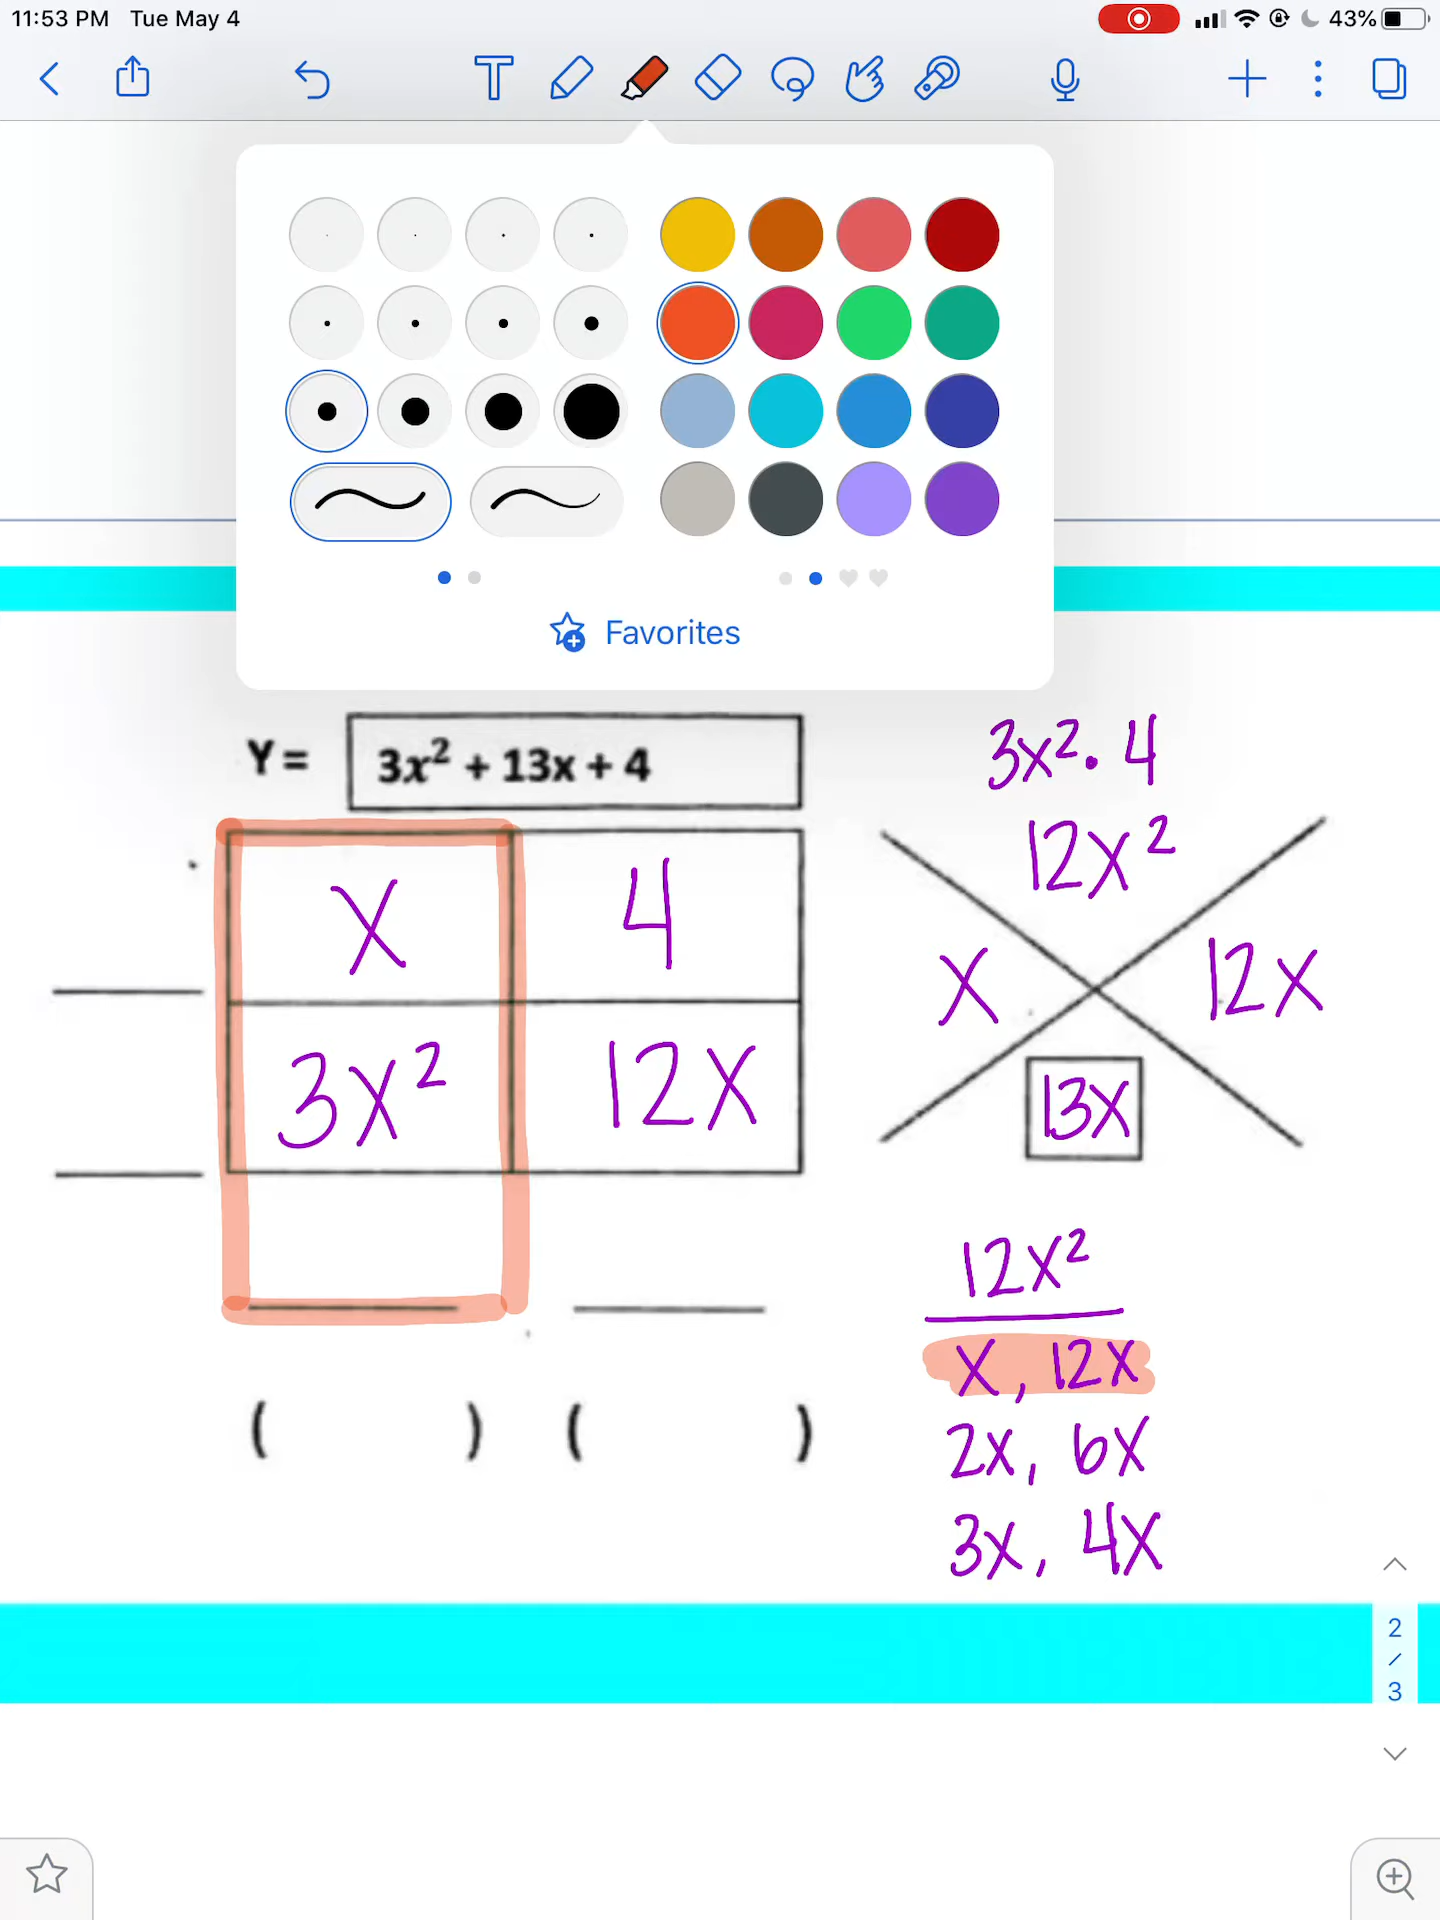 11:53 PM Tue May 4 43%
T
Favorites
Y = 3x² + 13x + 4
3x² · 4
12x²
x 4
x 12x
3x² 12x
13x
12x²
x, 12x
( ) ( )
2x, 6x
3x, 4x
2
/
3